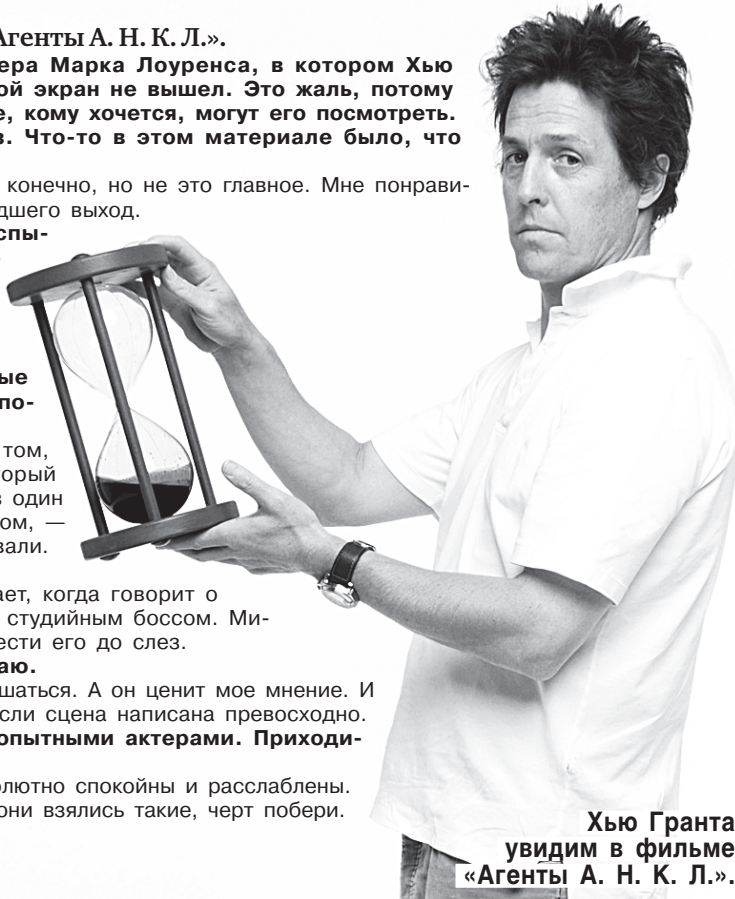 Агенты А. Н. К. Л.».
ера Марка Лоуренса, в котором Хью
ой экран не вышел. Это жаль, потому
е, кому хочется, могут его посмотреть.
в. Что-то в этом материале было, что
конечно, но не это главное. Мне понрави-
дшего выход.
спы-
ые
по-
том,
торый
в один
ом, —
вали.
ает, когда говорит о
студийным боссом. Ми-
ести его до слез.
аю.
шаться. А он ценит мое мнение. И
сли сцена написана превосходно.
опытными актерами. Приходи-
олютно спокойны и расслаблены.
они взялись такие, черт побери.
Хью Гранта
увидим в фильме
«Агенты А. Н. К. Л.».